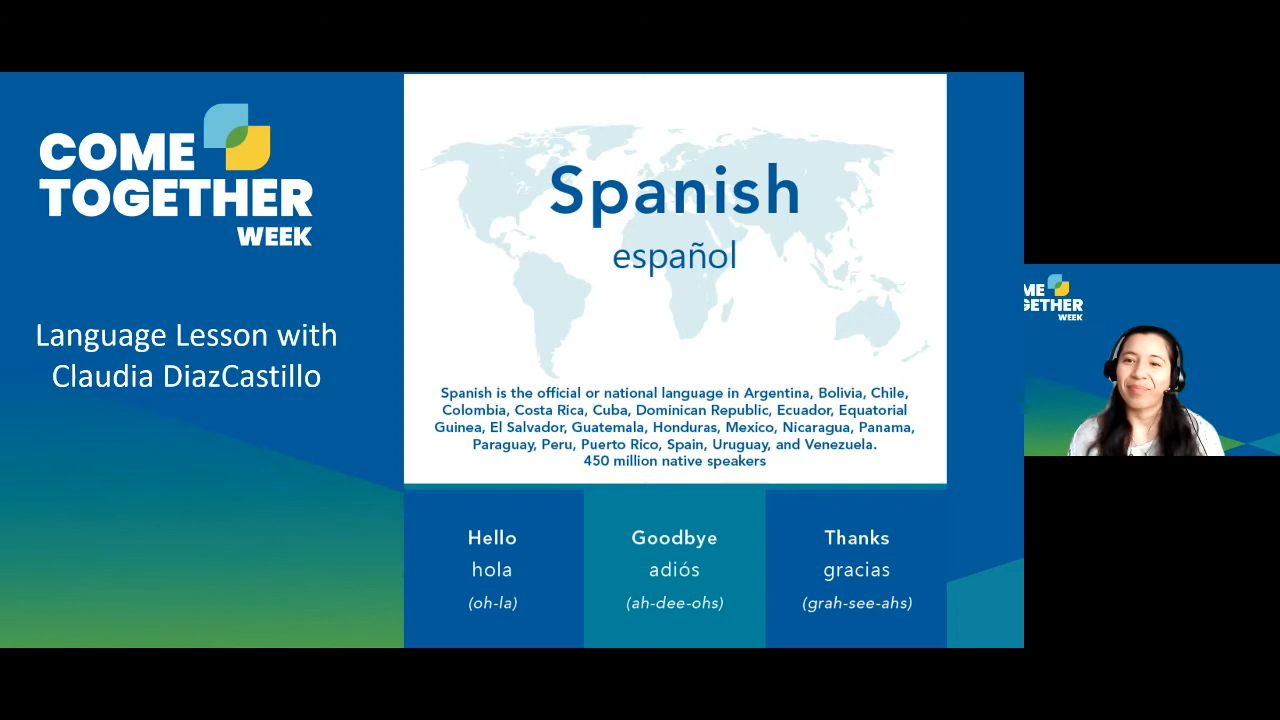 COME
TOGETHER
WEEK
Language Lesson with
Claudia DiazCastillo
Spanish
español
Spanish is the official or national language in Argentina, Bolivia, Chile,
Colombia, Costa Rica, Cuba, Dominican Republic, Ecuador, Equatorial
Guinea, El Salvador, Guatemala, Honduras, Mexico, Nicaragua, Panama,
Paraguay, Peru, Puerto Rico, Spain, Uruguay, and Venezuela.
450 million native speakers
Hello
hola
(oh-la)
Goodbye
adiós
(ah-dee-ohs)
Thanks
gracias
(grah-see-ahs)
ME
GETHER
WEEK